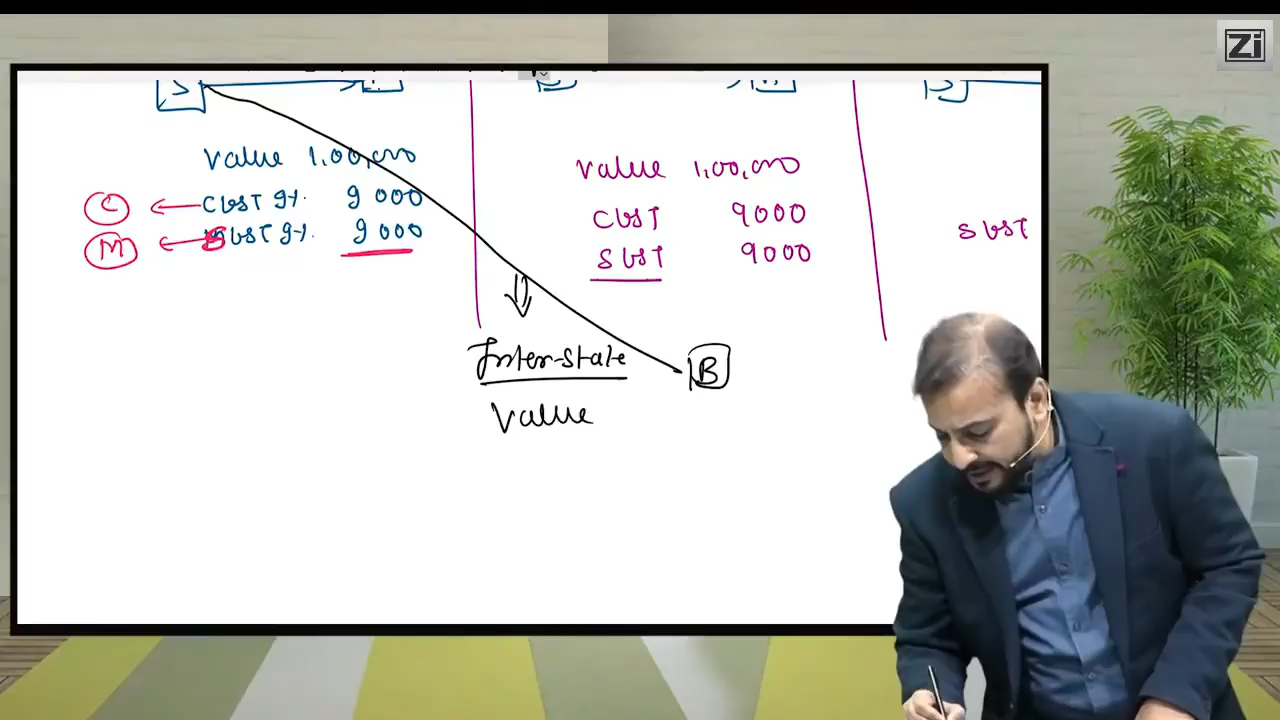 Zi
Value 1,00,000
C ← CGST 9%. 9000
M ← SGST 9%. 9000
Value 1,00,000
CGST 9000
SGST 9000
SGST
Inter-state
B
Value